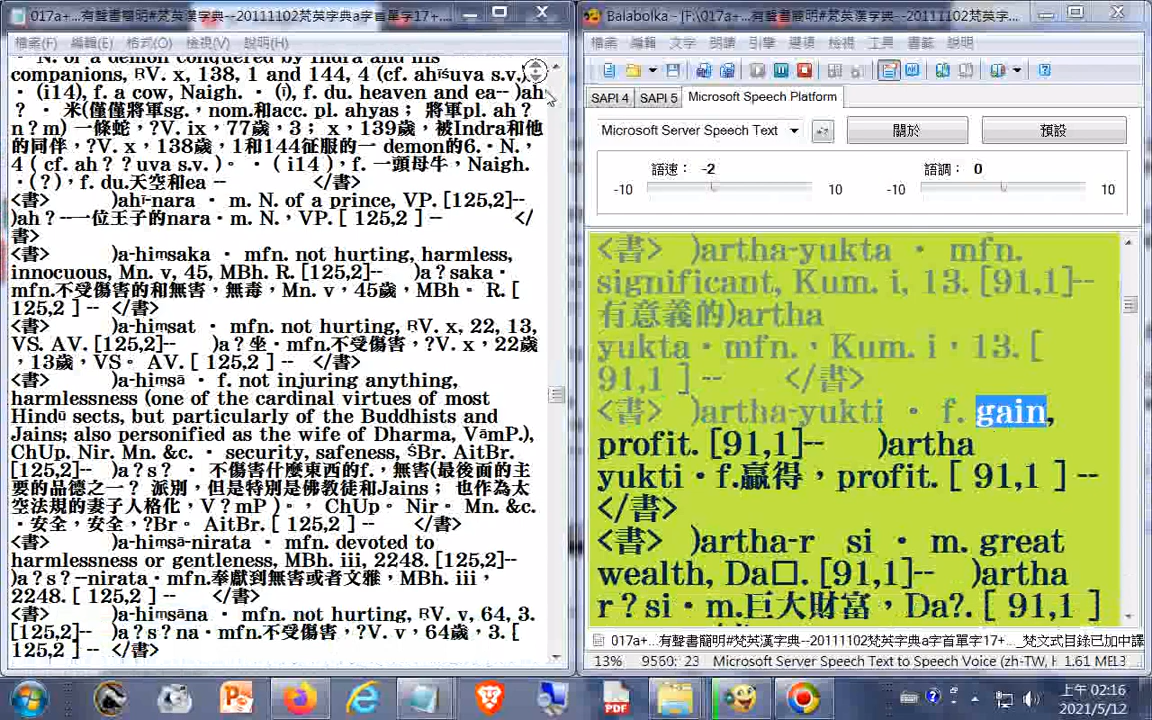 017a+...有聲書簡明#梵英漢字典--20111102梵英字典a字首單字17+...
檔案(F) 編輯(E) 格式(O) 檢視(V) 說明(H)
• N. of a demon conquered by Indra and his
companions, RV. x, 138, 1 and 144, 4 (cf. ahīśuva s.v.)
• (i14), f. a cow, Naigh. • (ī), f. du. heaven and ea-- )ah
? • 米(僅僅將軍sg.，nom.和acc. pl. ahyas； 將軍pl. ah ?
n ? m) 一條蛇，?V. ix，77歲，3； x，139歲，被Indra和他
的同伴，?V. x，138歲，1和144征服的一 demon的6.•N.，
4 ( cf. ah ? ? uva s.v. )。 •( i14 )，f. 一頭母牛，Naigh.
•(?)，f. du.天空和ea -- </書>
<書> )ahī-nara • m. N. of a prince, VP. [125,2]--
)ah ? --一位王子的nara•m. N.，VP. [ 125,2 ] -- </
書>
<書> )a-hiṃsaka • mfn. not hurting, harmless,
innocuous, Mn. v, 45, MBh. R. [125,2]-- )a ? saka•
mfn.不受傷害的和無害，無毒，Mn. v，45歲，MBh。 R. [
125,2 ] -- </書>
<書> )a-hiṃsat • mfn. not hurting, RV. x, 22, 13,
VS. AV. [125,2]-- )a ? 坐•mfn.不受傷害，?V. x，22歲
，13歲，VS。 AV. [ 125,2 ] -- </書>
<書> )a-hiṃsā • f. not injuring anything,
harmlessness (one of the cardinal virtues of most
Hindū sects, but particularly of the Buddhists and
Jains; also personified as the wife of Dharma, VāmP.),
ChUp. Nir. Mn. &c. • security, safeness, ŚBr. AitBr.
[125,2]-- )a ? s ? • 不傷害什麼東西的f.，無害(最後面的主
要的品德之一？ 派別，但是特別是佛教徒和Jains； 也作為太
空法規的妻子人格化，V ? mP )。， ChUp。 Nir。 Mn. &c.
•安全，安全，?Br。 AitBr. [ 125,2 ] -- </書>
<書> )a-hiṃsā-nirata • mfn. devoted to
harmlessness or gentleness, MBh. iii, 2248. [125,2]--
)a ? s ? --nirata•mfn.奉獻到無害或者文雅，MBh. iii，
2248. [ 125,2 ] -- </書>
<書> )a-hiṃsāna • mfn. not hurting, RV. v, 64, 3.
[125,2]-- )a ? s ? na•mfn.不受傷害，?V. v，64歲，3. [
125,2 ] -- </書>
Balabolka - [F:\017a+...有聲書簡明#梵英漢字典--20111102梵英字...
檔案 編輯 文字 朗讀 引擎 選項 檢視 工具 書籤 說明
SAPI 4 SAPI 5 Microsoft Speech Platform
Microsoft Server Speech Text 關於 預設
語速： -2 語調： 0
-10 10 -10 10
<書> )artha-yukta • mfn.
significant, Kum. i, 13. [91,1]--
有意義的)artha
yukta•mfn.，Kum. i，13. [
91,1 ] -- </書>
<書> )artha-yukti • f. gain,
profit. [91,1]-- )artha
yukti•f.贏得，profit. [ 91,1 ] --
</書>
<書> )artha-r si • m. great
wealth, Da□. [91,1]-- )artha
r ? si•m.巨大財富，Da?. [ 91,1 ]
017a+...有聲書簡明#梵英漢字典--20111102梵英字典a字首單字17+..._梵文式目錄已加中譯
13% 9560: 23 Microsoft Server Speech Text to Speech Voice (zh-TW, H 1.61 МБ
PDF
上午 02:16
2021/5/12